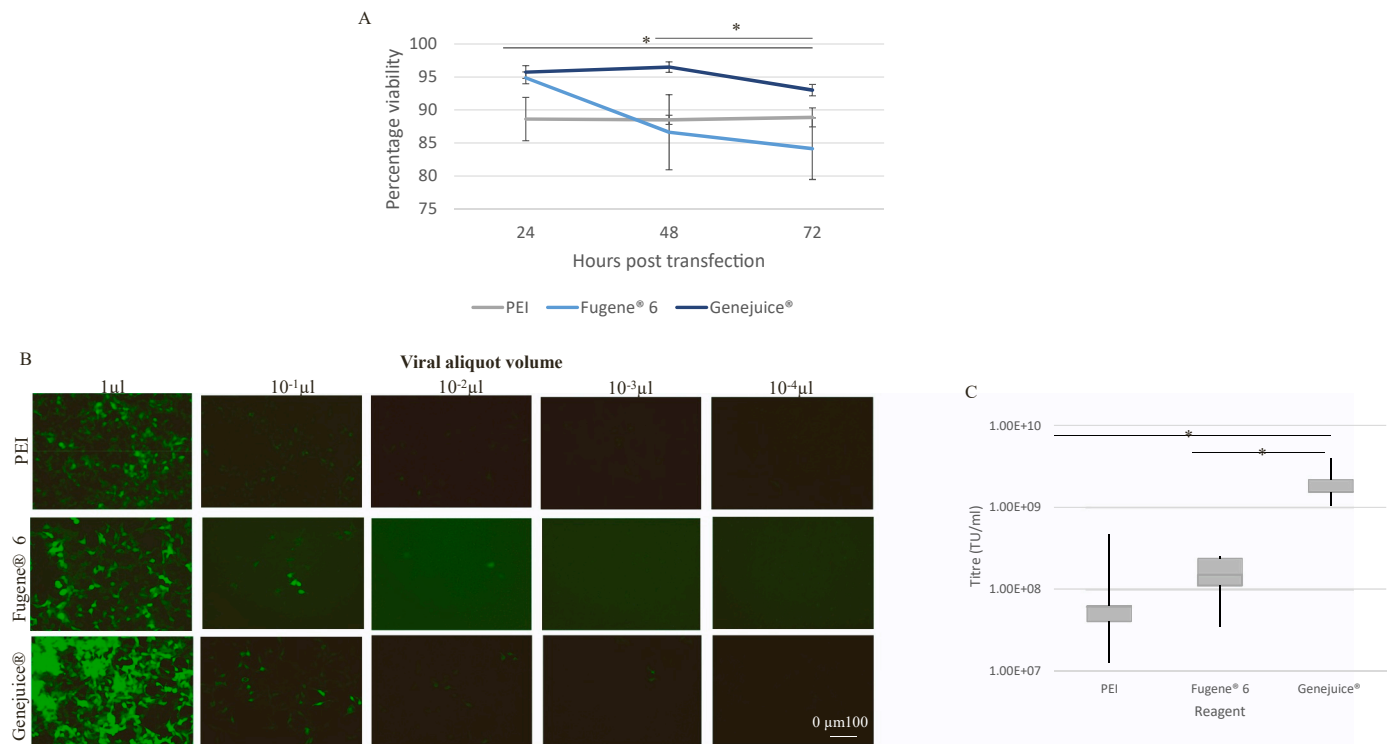 A
*
*
100
95
90
85
80
75
Percentage viability
24
48
72
Hours post transfection
PEI
Fugene® 6
Genejuice®
B
Viral aliquot volume
1µl
10⁻¹µl
10⁻²µl
10⁻³µl
10⁻⁴µl
PEI
Fugene® 6
Genejuice®
0 µm100
C
1.00E+10
1.00E+09
1.00E+08
1.00E+07
*
*
Titre (TU/ml)
PEI
Fugene® 6
Genejuice®
Reagent